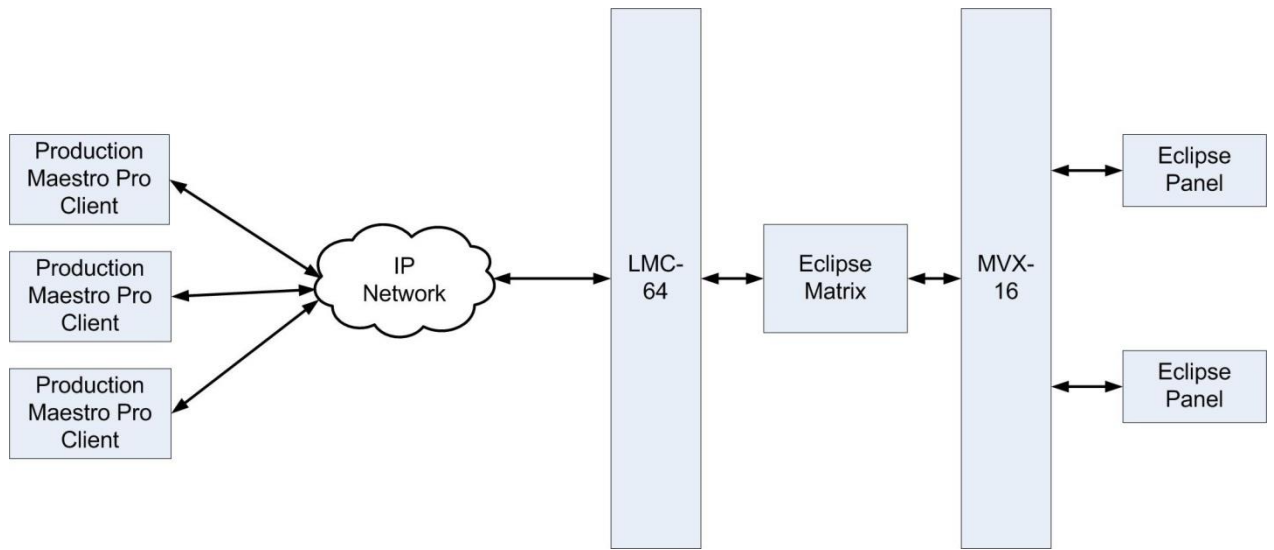 Production
Maestro Pro
Client
Production
Maestro Pro
Client
Production
Maestro Pro
Client
IP
Network
LMC-
64
Eclipse
Matrix
MVX-
16
Eclipse
Panel
Eclipse
Panel